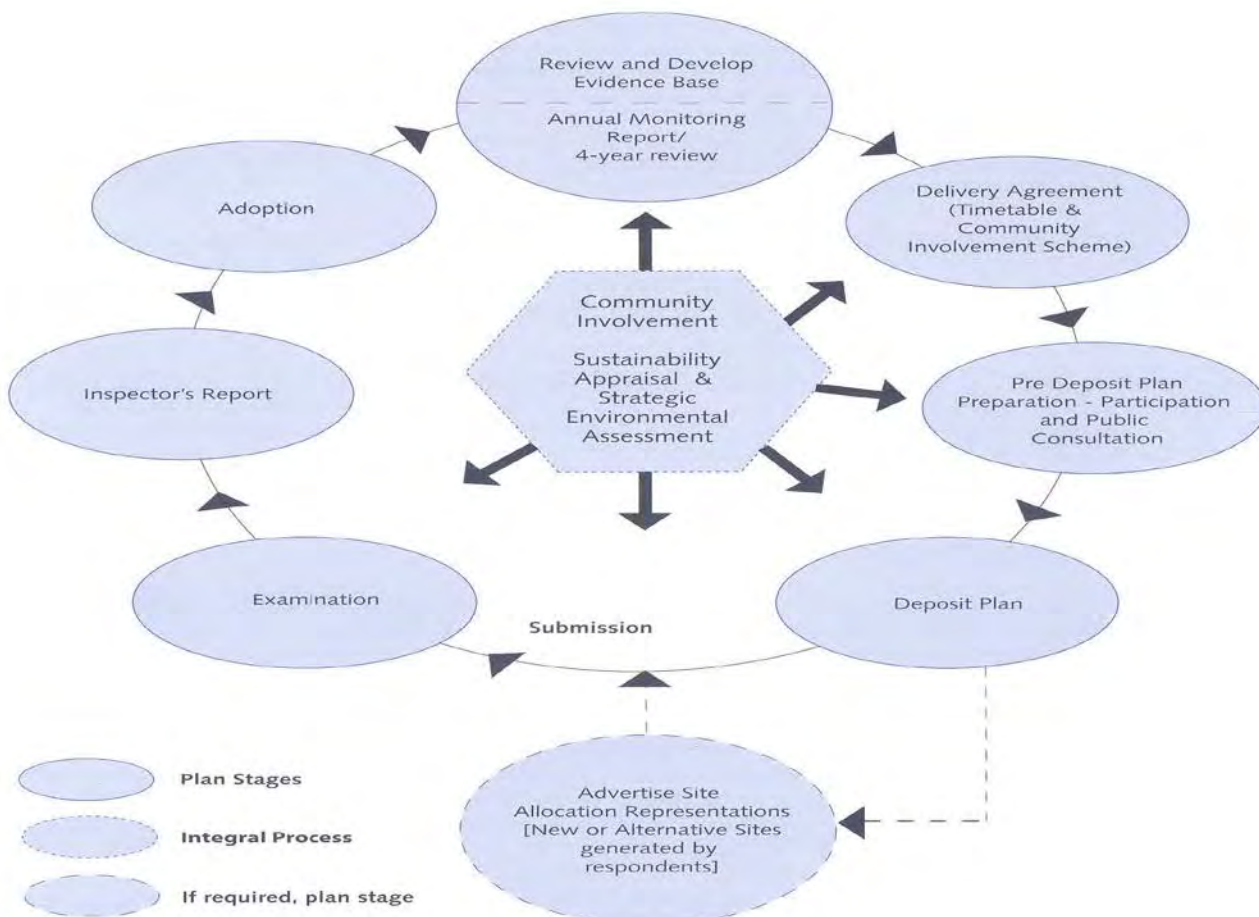 Review and Develop
Evidence Base
Annual Monitoring
Report/
4-year review
Delivery Agreement
(Timetable &
Community
Involvement Scheme)
Pre Deposit Plan
Preparation - Participation
and Public
Consultation
Deposit Plan
Advertise Site
Allocation Representations
[New or Alternative Sites
generated by
respondents]
Submission
Examination
Inspector's Report
Adoption
Community
Involvement
Sustainability
Appraisal &
Strategic
Environmental
Assessment
Plan Stages
Integral Process
If required, plan stage